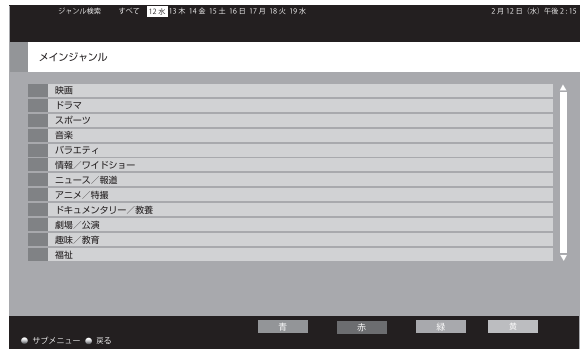 ジャンル検索 すべて 12水 13木 14金 15土 16日 17月 18火 19水 2月12日（水）午後2:15
メインジャンル
映画
ドラマ
スポーツ
音楽
バラエティ
情報／ワイドショー
ニュース／報道
アニメ／特撮
ドキュメンタリー／教養
劇場／公演
趣味／教育
福祉
青 赤 緑 黄
サブメニュー 戻る